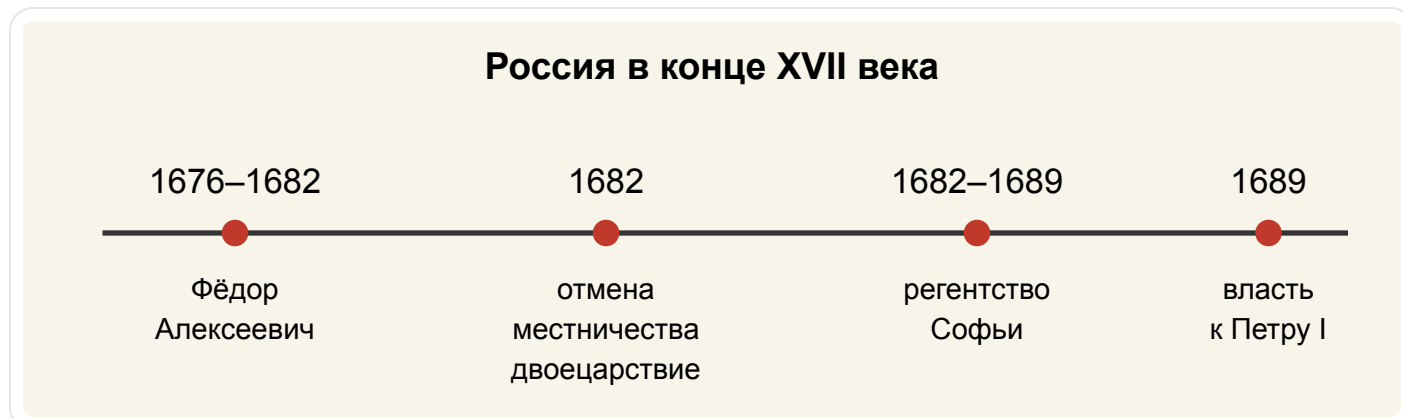 Россия в конце XVII века
1676–1682
1682
1682–1689
1689
Фёдор
Алексеевич
отмена
местничества
двоецарствие
регентство
Софьи
власть
к Петру I